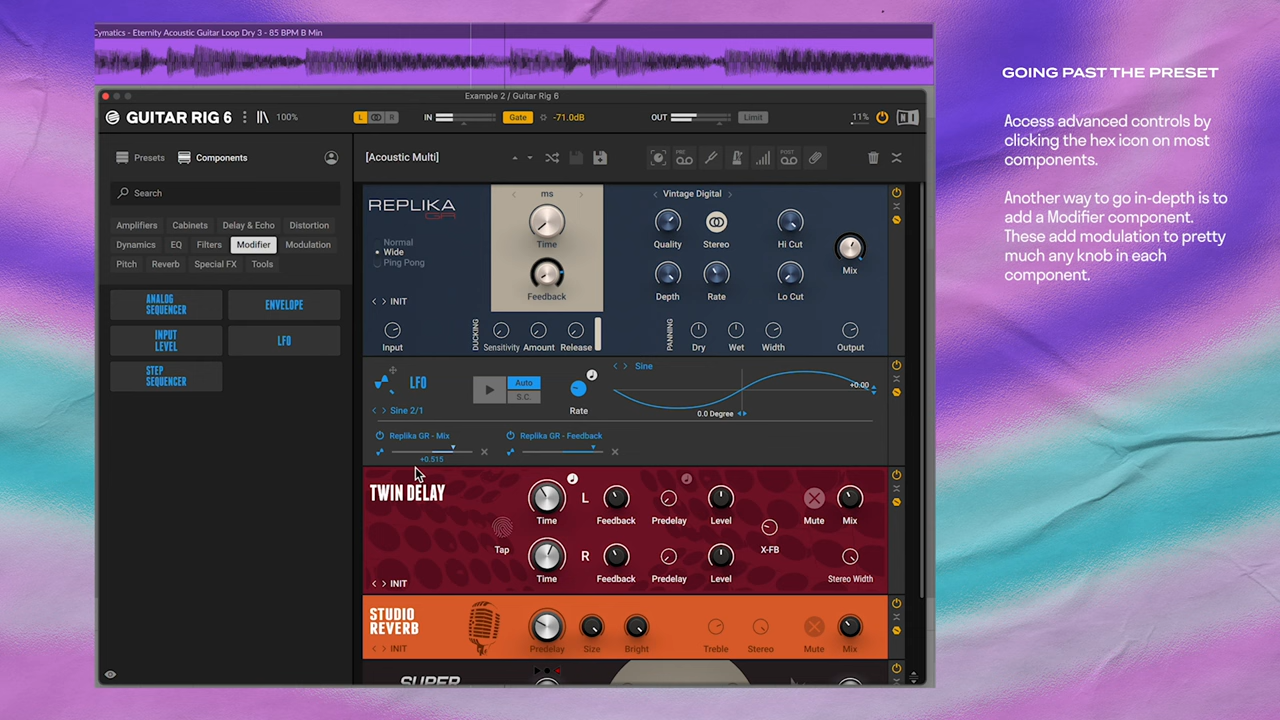 Cymatics - Eternity Acoustic Guitar Loop Dry 3 - 85 BPM B Min
Example 2 / Guitar Rig 6
GUITAR RIG 6
100%
L
R
IN
Gate
-71.0dB
OUT
Limit
11%
Presets
Components
[Acoustic Multi]
PRE
POST
Search
Amplifiers
Cabinets
Delay & Echo
Distortion
Dynamics
EQ
Filters
Modifier
Modulation
Pitch
Reverb
Special FX
Tools
ANALOG
SEQUENCER
ENVELOPE
INPUT
LEVEL
LFO
STEP
SEQUENCER
REPLIKA
Normal
Wide
Ping Pong
INIT
ms
Time
Feedback
Vintage Digital
Quality
Stereo
Hi Cut
Mix
Depth
Rate
Lo Cut
Input
DUCKING
Sensitivity
Amount
Release
PANNING
Dry
Wet
Width
Output
LFO
Sine 2/1
Auto
S.C.
Rate
Sine
+0.00
0.0 Degree
Replika GR - Mix
+0.515
Replika GR - Feedback
TWIN DELAY
Tap
INIT
Time
L
Feedback
Predelay
Level
Mute
Mix
X-FB
Time
R
Feedback
Predelay
Level
Stereo Width
STUDIO
REVERB
INIT
Predelay
Size
Bright
Treble
Stereo
Mute
Mix
SUPER
GOING PAST THE PRESET
Access advanced controls by
clicking the hex icon on most
components.
Another way to go in-depth is to
add a Modifier component.
These add modulation to pretty
much any knob in each
component.